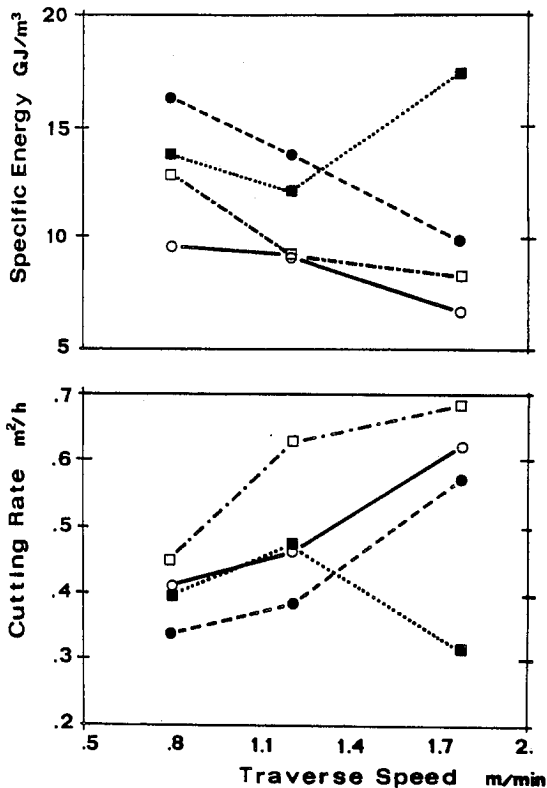 Specific Energy GJ/m³
20
15
10
5
Cutting Rate m²/h
.7
.6
.5
.4
.3
.2
.5 .8 1.1 1.4 1.7 2.
Traverse Speed m/min